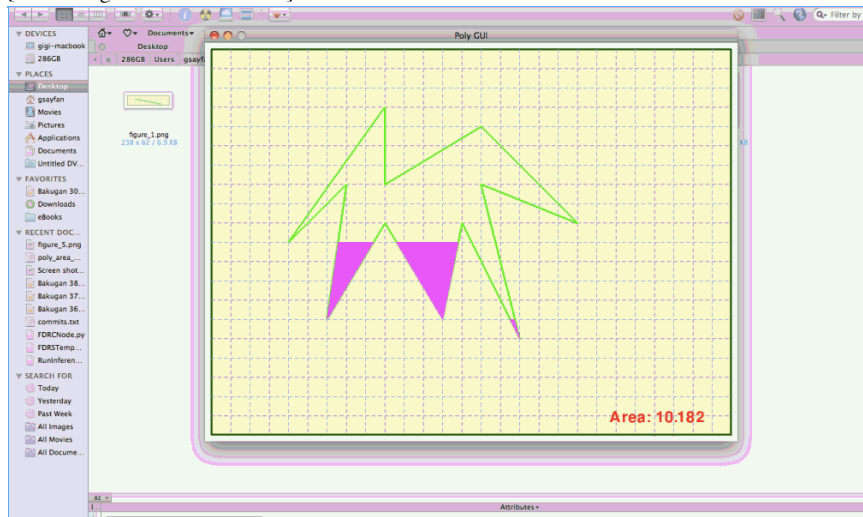 Filter by
DEVICES
gigi-macbook
286GB
PLACES
Desktop
gsayfan
Movies
Pictures
Applications
Documents
Untitled DV...
FAVORITES
Bakugan 30...
Downloads
eBooks
RECENT DOC...
figure_5.png
poly_area_...
Screen shot...
Bakugan 38...
Bakugan 37...
Bakugan 36...
commits.txt
FDRCNode.py
FDRSTemp...
RunInferen...
SEARCH FOR
Today
Yesterday
Past Week
All Images
All Movies
All Docume...
Documents
Desktop
286GB Users gsayfa
figure_1.png
238 x 62 / 6.9 KB
Poly GUI
Area: 10.182
KB
82
Attributes